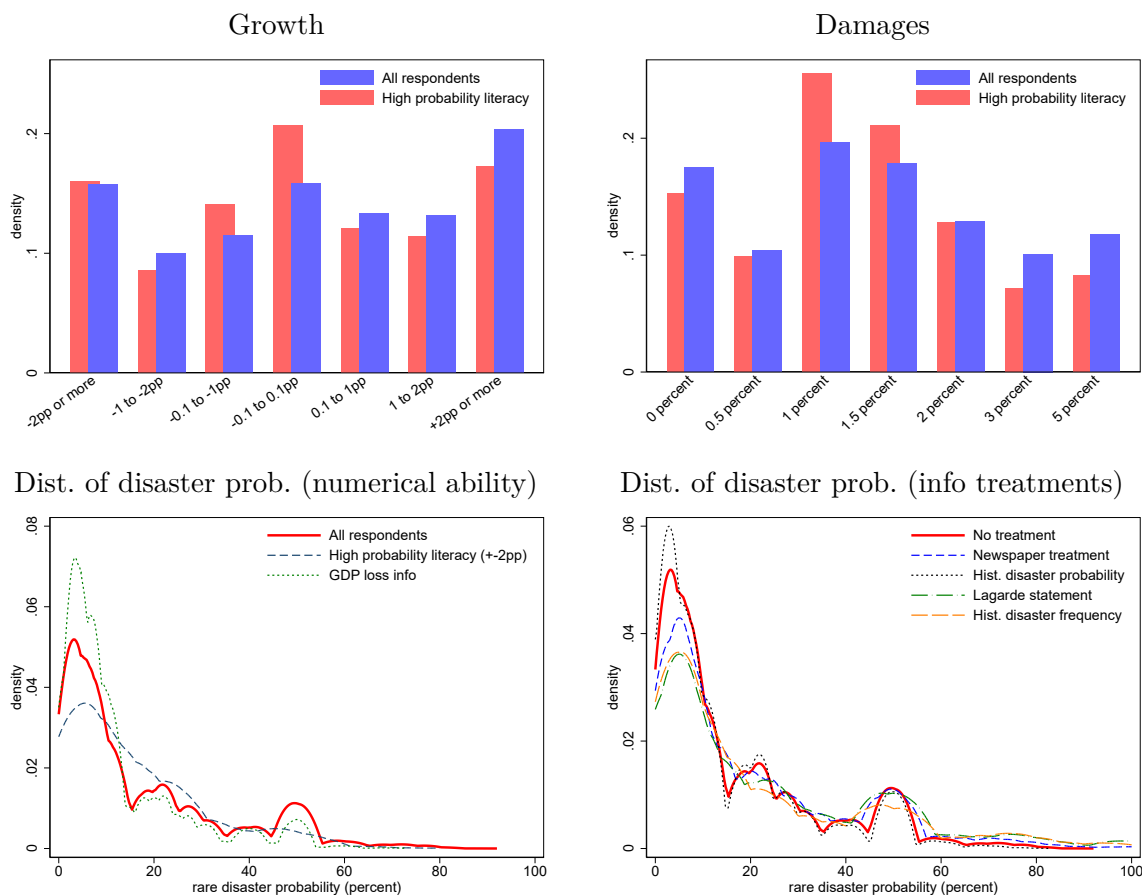 Growth
All respondents
High probability literacy
density
0
.1
.2
-2pp or more
-1 to -2pp
-0.1 to -1pp
-0.1 to 0.1pp
0.1 to 1pp
1 to 2pp
+2pp or more
Damages
All respondents
High probability literacy
density
0
.1
.2
0 percent
0.5 percent
1 percent
1.5 percent
2 percent
3 percent
5 percent
Dist. of disaster prob. (numerical ability)
All respondents
High probability literacy (+-2pp)
GDP loss info
density
0
.02
.04
.06
.08
0
20
40
60
80
100
rare disaster probability (percent)
Dist. of disaster prob. (info treatments)
No treatment
Newspaper treatment
Hist. disaster probability
Lagarde statement
Hist. disaster frequency
density
0
.02
.04
.06
0
20
40
60
80
100
rare disaster probability (percent)